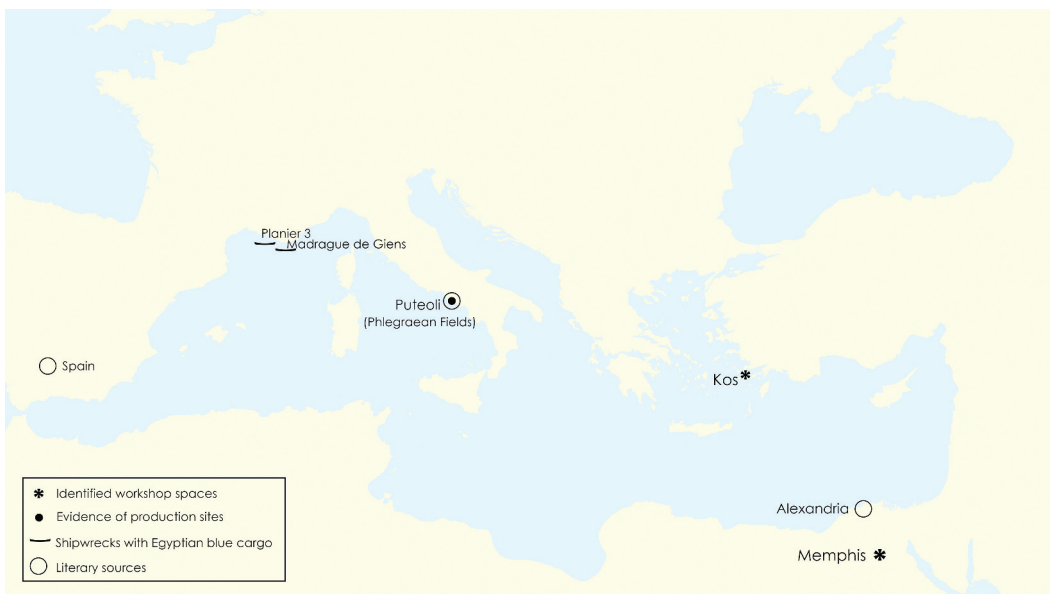 Planier 3
Madrague de Giens
Puteoli
(Phlegraean Fields)
Spain
Kos
Alexandria
Memphis
* Identified workshop spaces
Evidence of production sites
Shipwrecks with Egyptian blue cargo
Literary sources